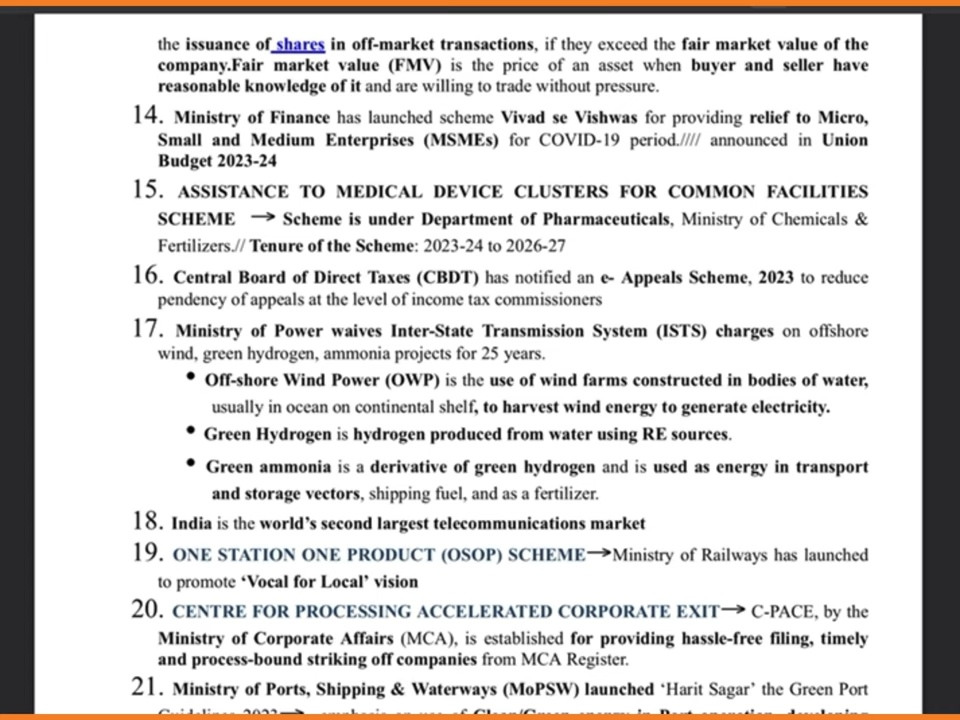 the issuance of shares in off-market transactions, if they exceed the fair market value of the
company.Fair market value (FMV) is the price of an asset when buyer and seller have
reasonable knowledge of it and are willing to trade without pressure.
14. Ministry of Finance has launched scheme Vivad se Vishwas for providing relief to Micro,
Small and Medium Enterprises (MSMEs) for COVID-19 period.//// announced in Union
Budget 2023-24
15. ASSISTANCE TO MEDICAL DEVICE CLUSTERS FOR COMMON FACILITIES
SCHEME → Scheme is under Department of Pharmaceuticals, Ministry of Chemicals &
Fertilizers.// Tenure of the Scheme: 2023-24 to 2026-27
16. Central Board of Direct Taxes (CBDT) has notified an e- Appeals Scheme, 2023 to reduce
pendency of appeals at the level of income tax commissioners
17. Ministry of Power waives Inter-State Transmission System (ISTS) charges on offshore
wind, green hydrogen, ammonia projects for 25 years.
• Off-shore Wind Power (OWP) is the use of wind farms constructed in bodies of water,
usually in ocean on continental shelf, to harvest wind energy to generate electricity.
• Green Hydrogen is hydrogen produced from water using RE sources.
• Green ammonia is a derivative of green hydrogen and is used as energy in transport
and storage vectors, shipping fuel, and as a fertilizer.
18. India is the world's second largest telecommunications market
19. ONE STATION ONE PRODUCT (OSOP) SCHEME→Ministry of Railways has launched
to promote ‘Vocal for Local’ vision
20. CENTRE FOR PROCESSING ACCELERATED CORPORATE EXIT→ C-PACE, by the
Ministry of Corporate Affairs (MCA), is established for providing hassle-free filing, timely
and process-bound striking off companies from MCA Register.
21. Ministry of Ports, Shipping & Waterways (MoPSW) launched ‘Harit Sagar’ the Green Port